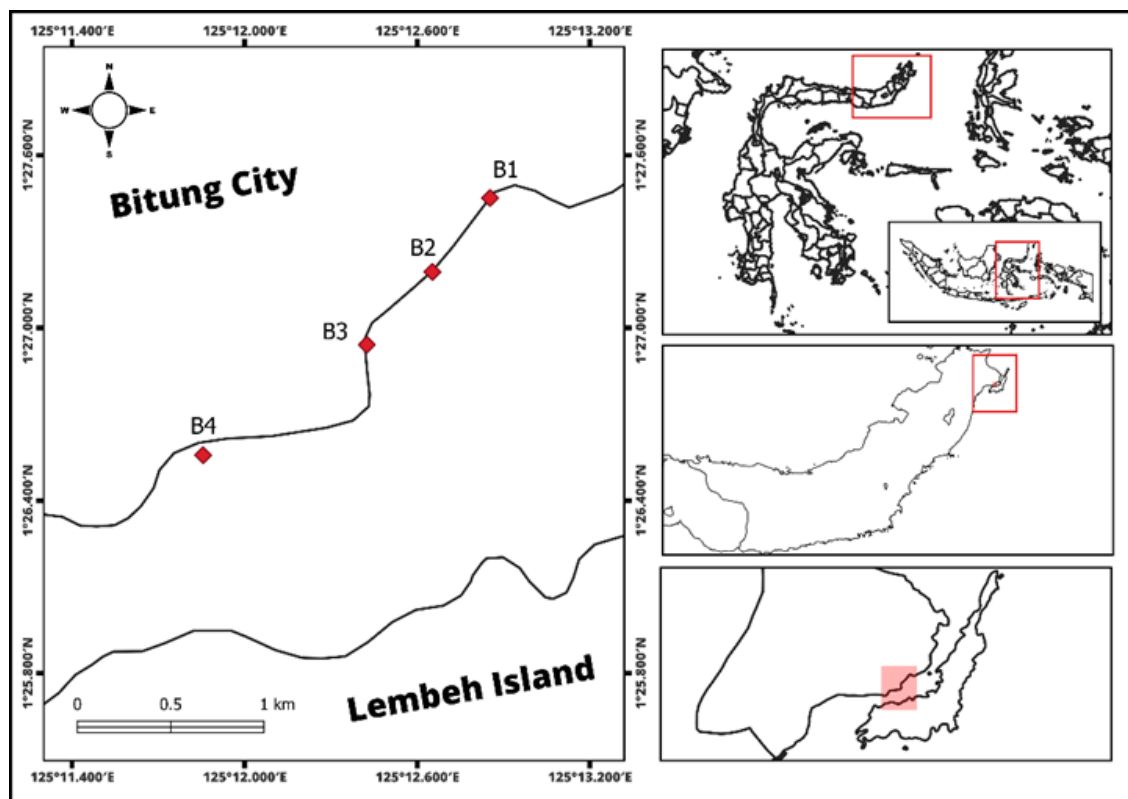 125°11.400′E 125°12.000′E 125°12.600′E 125°13.200′E
N
W E
S
1°27.600′N 1°27.600′N
Bitung City
B1
B2
1°27.000′N 1°27.000′N
B3
B4
1°26.400′N 1°26.400′N
1°25.800′N 1°25.800′N
Lembeh Island
0 0.5 1 km
125°11.400′E 125°12.000′E 125°12.600′E 125°13.200′E